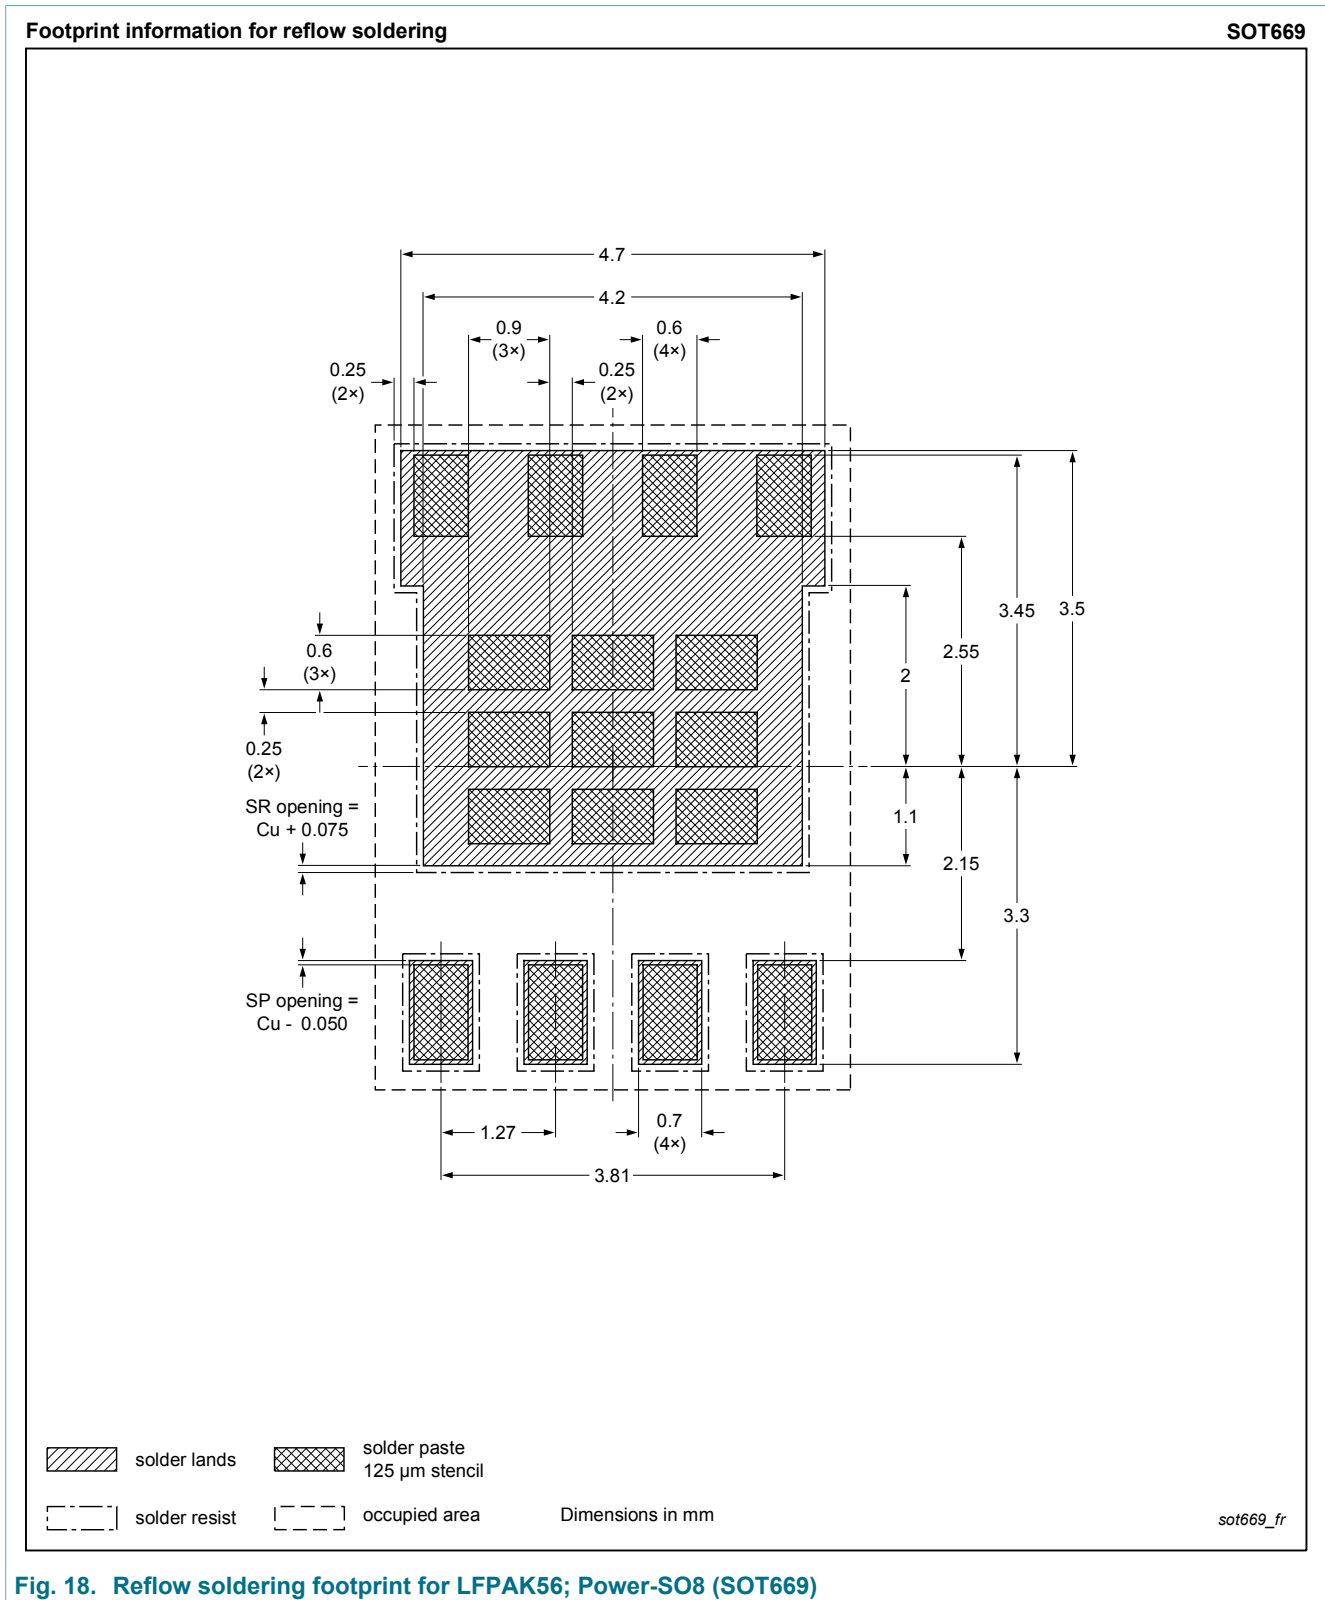 Footprint information for reflow soldering
SOT669
4.7
4.2
0.9
(3×)
0.6
(4×)
0.25
(2×)
0.25
(2×)
3.45
3.5
2.55
2
0.6
(3×)
0.25
(2×)
SR opening =
Cu + 0.075
1.1
2.15
3.3
SP opening =
Cu - 0.050
1.27
0.7
(4×)
3.81
solder lands
solder paste
125 µm stencil
solder resist
occupied area
Dimensions in mm
sot669_fr
Fig. 18. Reflow soldering footprint for LFPAK56; Power-SO8 (SOT669)